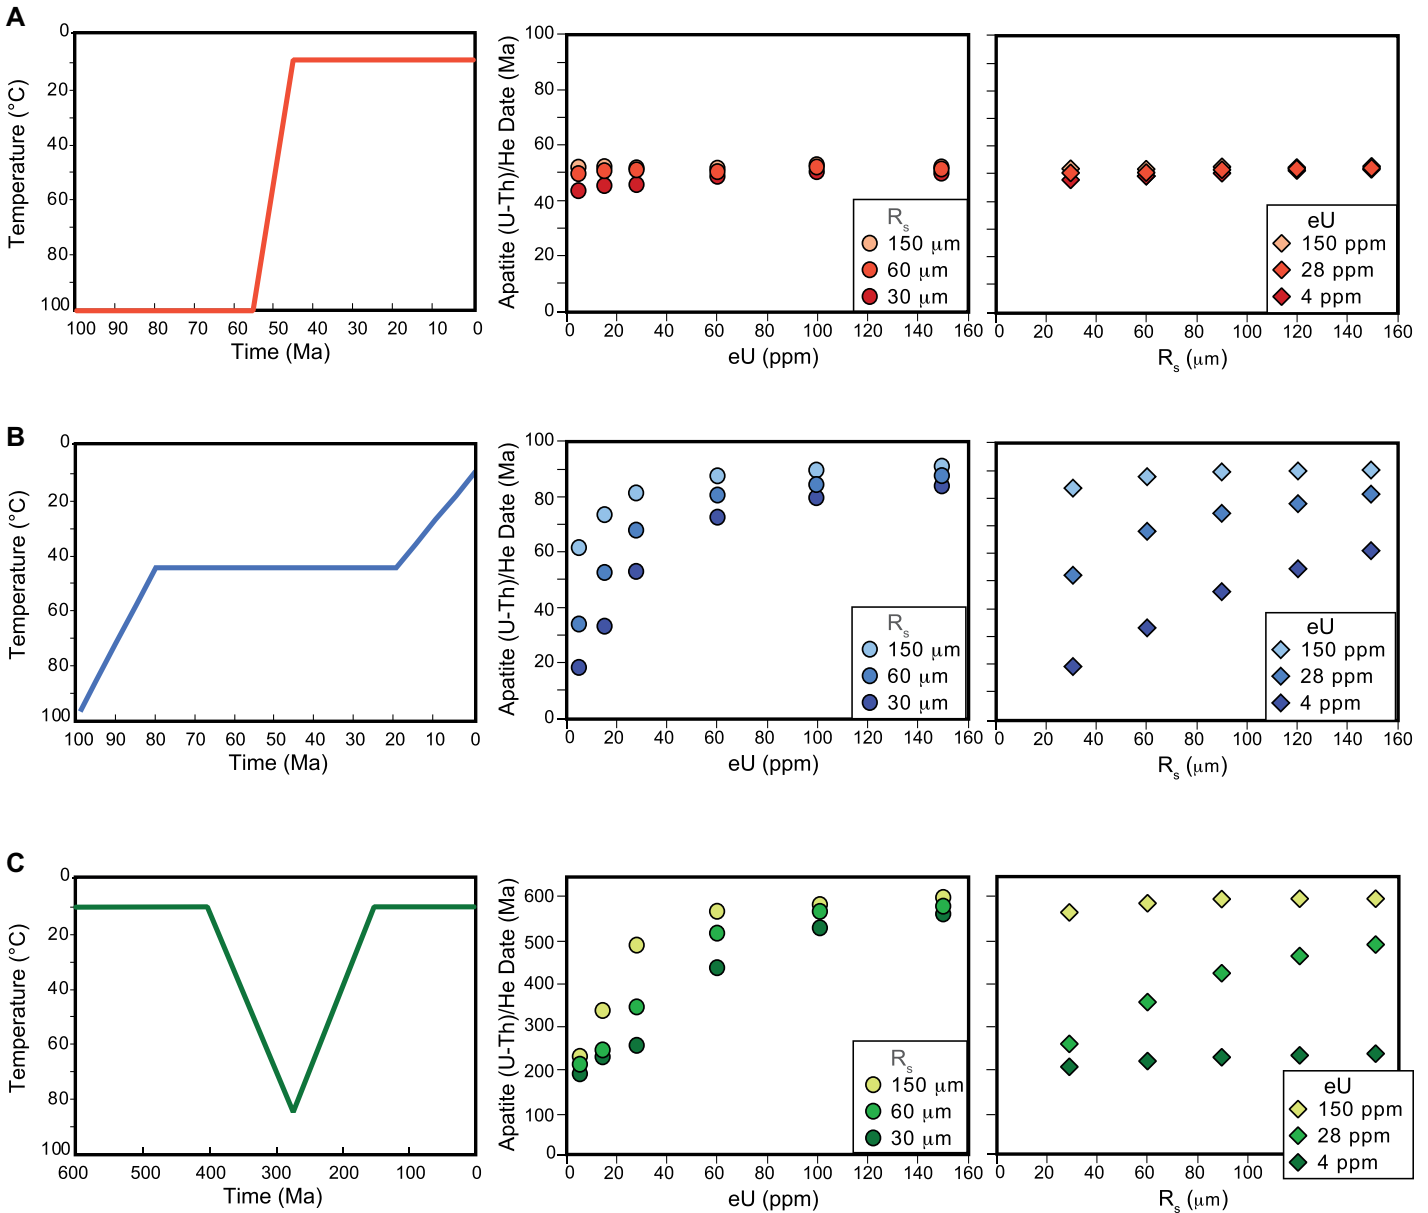 A
0
20
40
60
80
100
100 90 80 70 60 50 40 30 20 10 0
Temperature (°C)
Time (Ma)
100
80
60
40
20
0
0 20 40 60 80 100 120 140 160
Apatite (U-Th)/He Date (Ma)
eU (ppm)
Rs
150 μm
60 μm
30 μm
0 20 40 60 80 100 120 140 160
Rs (μm)
eU
150 ppm
28 ppm
4 ppm
B
0
20
40
60
80
100
100 90 80 70 60 50 40 30 20 10 0
Temperature (°C)
Time (Ma)
100
80
60
40
20
0
0 20 40 60 80 100 120 140 160
Apatite (U-Th)/He Date (Ma)
eU (ppm)
Rs
150 μm
60 μm
30 μm
0 20 40 60 80 100 120 140 160
Rs (μm)
eU
150 ppm
28 ppm
4 ppm
C
0
20
40
60
80
100
600 500 400 300 200 100 0
Temperature (°C)
Time (Ma)
600
500
400
300
200
100
0
0 20 40 60 80 100 120 140 160
Apatite (U-Th)/He Date (Ma)
eU (ppm)
Rs
150 μm
60 μm
30 μm
0 20 40 60 80 100
Rs (μm)
eU
150 ppm
28 ppm
4 ppm